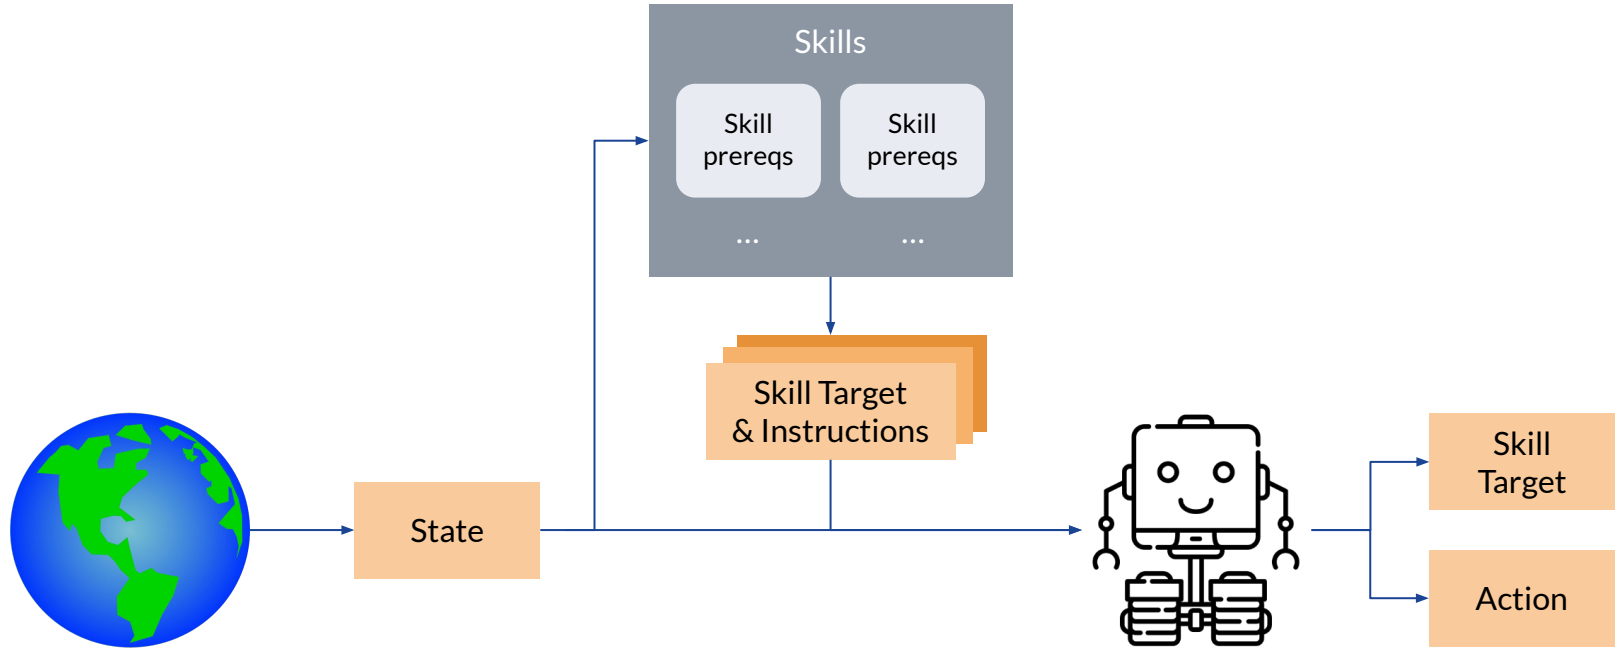 Skills
Skill
prereqs
Skill
prereqs
...
...
Skill Target
& Instructions
State
Skill
Target
Action